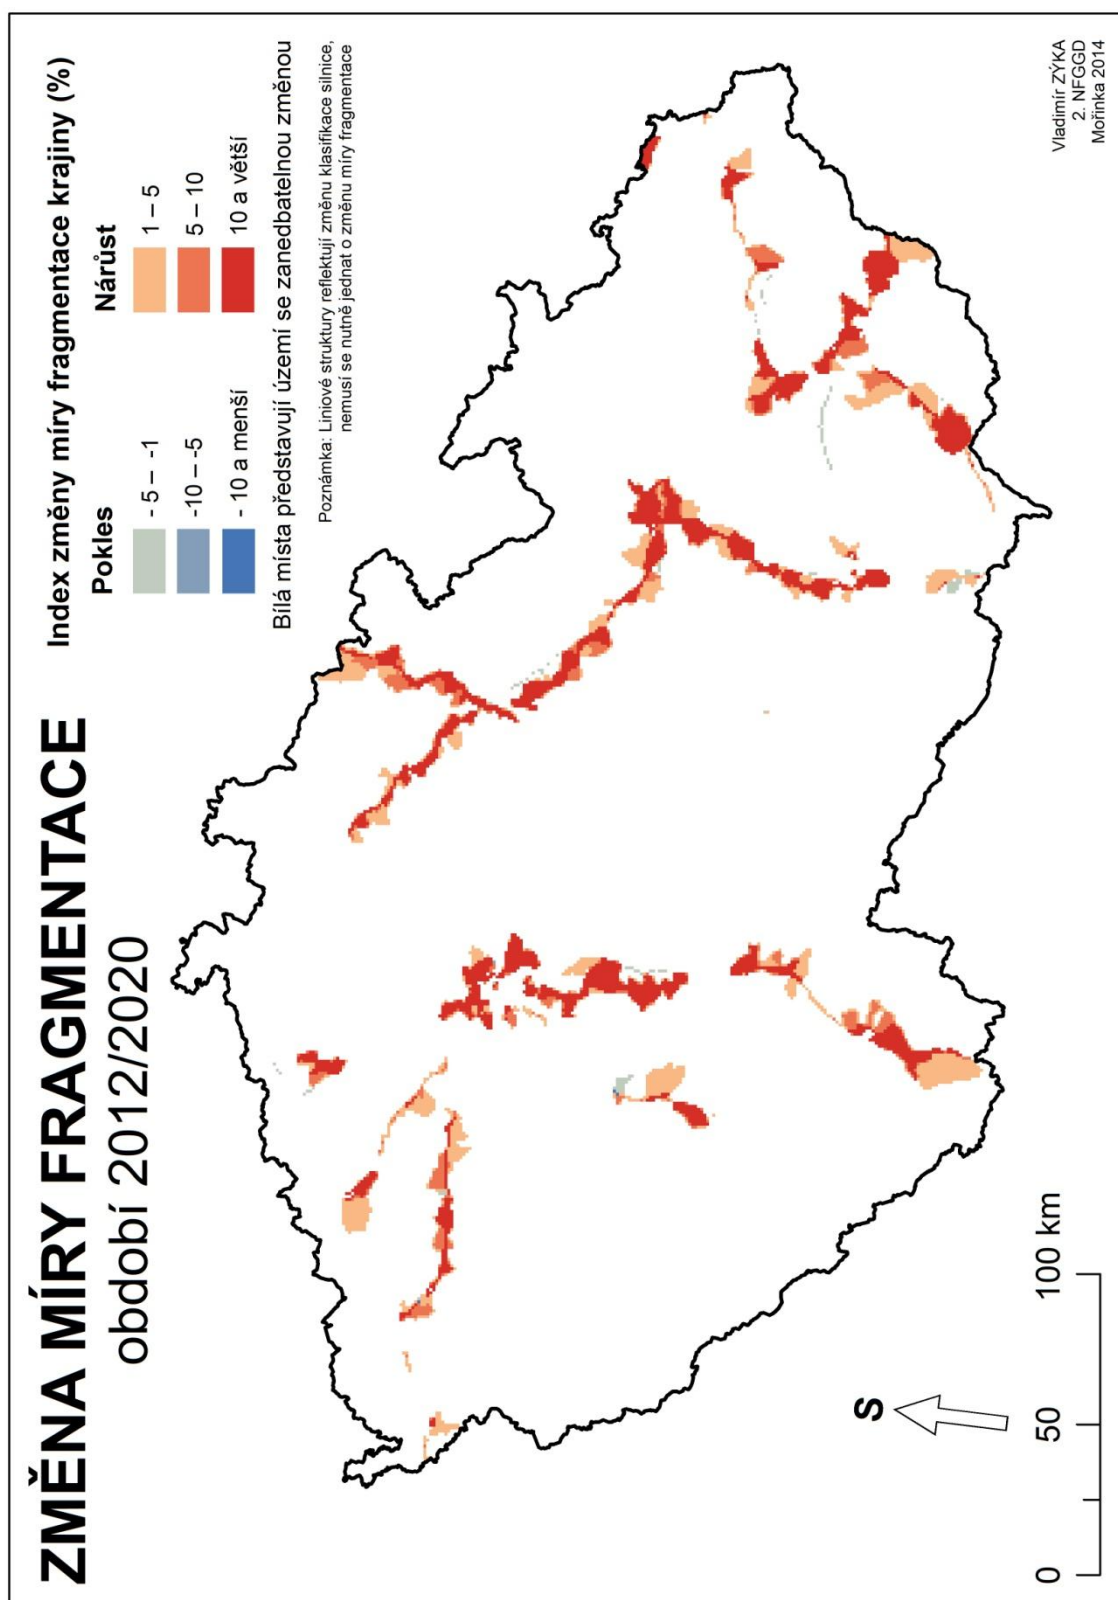 ZMĚNA MÍRY FRAGMENTACE
období 2012/2020
Index změny míry fragmentace krajiny (%)
Pokles
Nárůst
- 5 – -1
1 – 5
-10 – -5
5 – 10
- 10 a menší
10 a větší
Bílá místa představují území se zanedbatelnou změnou
Poznámka: Liniové struktury reflektují změnu klasifikace silnice,
nemusí se nutně jednat o změnu míry fragmentace
S
0
50
100 km
Vladimír ZÝKA
2. NFGGD
Mořinka 2014